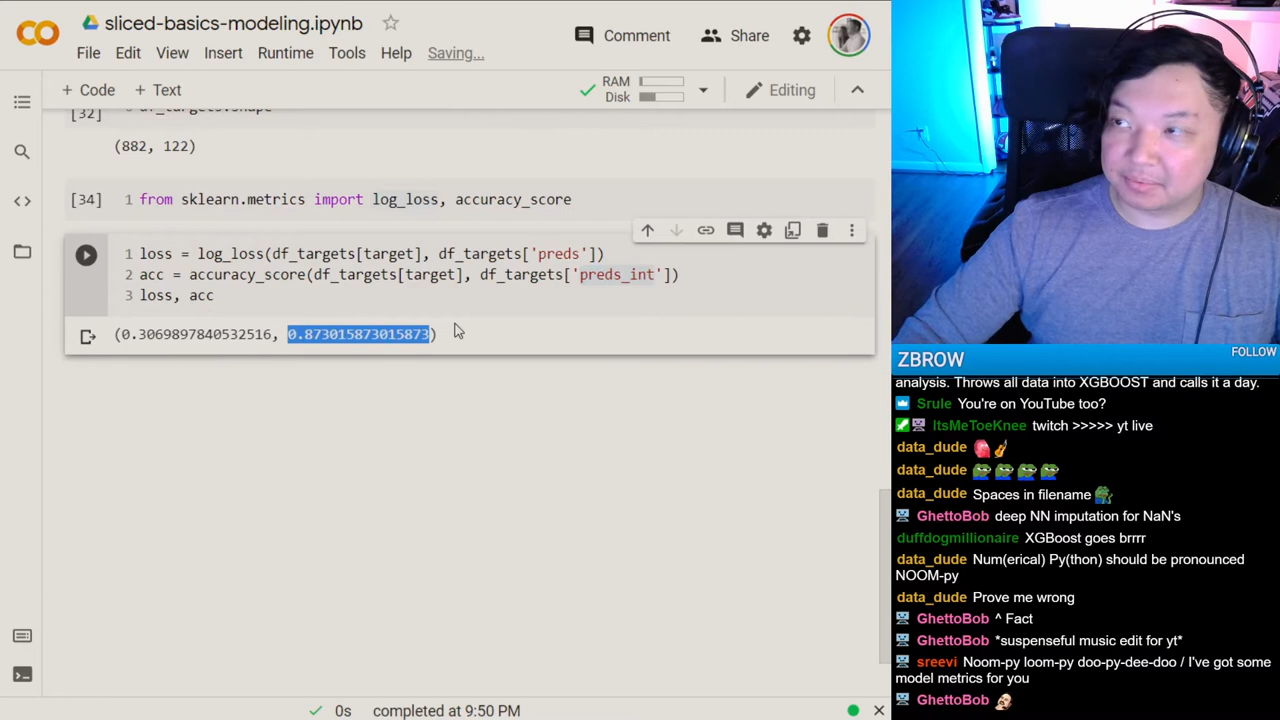 sliced-basics-modeling.ipynb
File Edit View Insert Runtime Tools Help Saving...
Comment Share
+ Code + Text
RAM
Disk
Editing
[32]
(882, 122)
[34] 1 from sklearn.metrics import log_loss, accuracy_score
1 loss = log_loss(df_targets[target], df_targets['preds'])
2 acc = accuracy_score(df_targets[target], df_targets['preds_int'])
3 loss, acc
(0.3069897840532516, 0.873015873015873)
0s completed at 9:50 PM
ZBROW
FOLLOW
analysis. Throws all data into XGBOOST and calls it a day.
Srule You're on YouTube too?
ItsMeToeKnee twitch >>>>> yt live
data_dude
data_dude
data_dude Spaces in filename
GhettoBob deep NN imputation for NaN's
duffdogmillionaire XGBoost goes brrrr
data_dude Num(erical) Py(thon) should be pronounced
NOOM-py
data_dude Prove me wrong
GhettoBob ^ Fact
GhettoBob *suspenseful music edit for yt*
sreevi Noom-py loom-py doo-py-dee-doo / I've got some
model metrics for you
GhettoBob